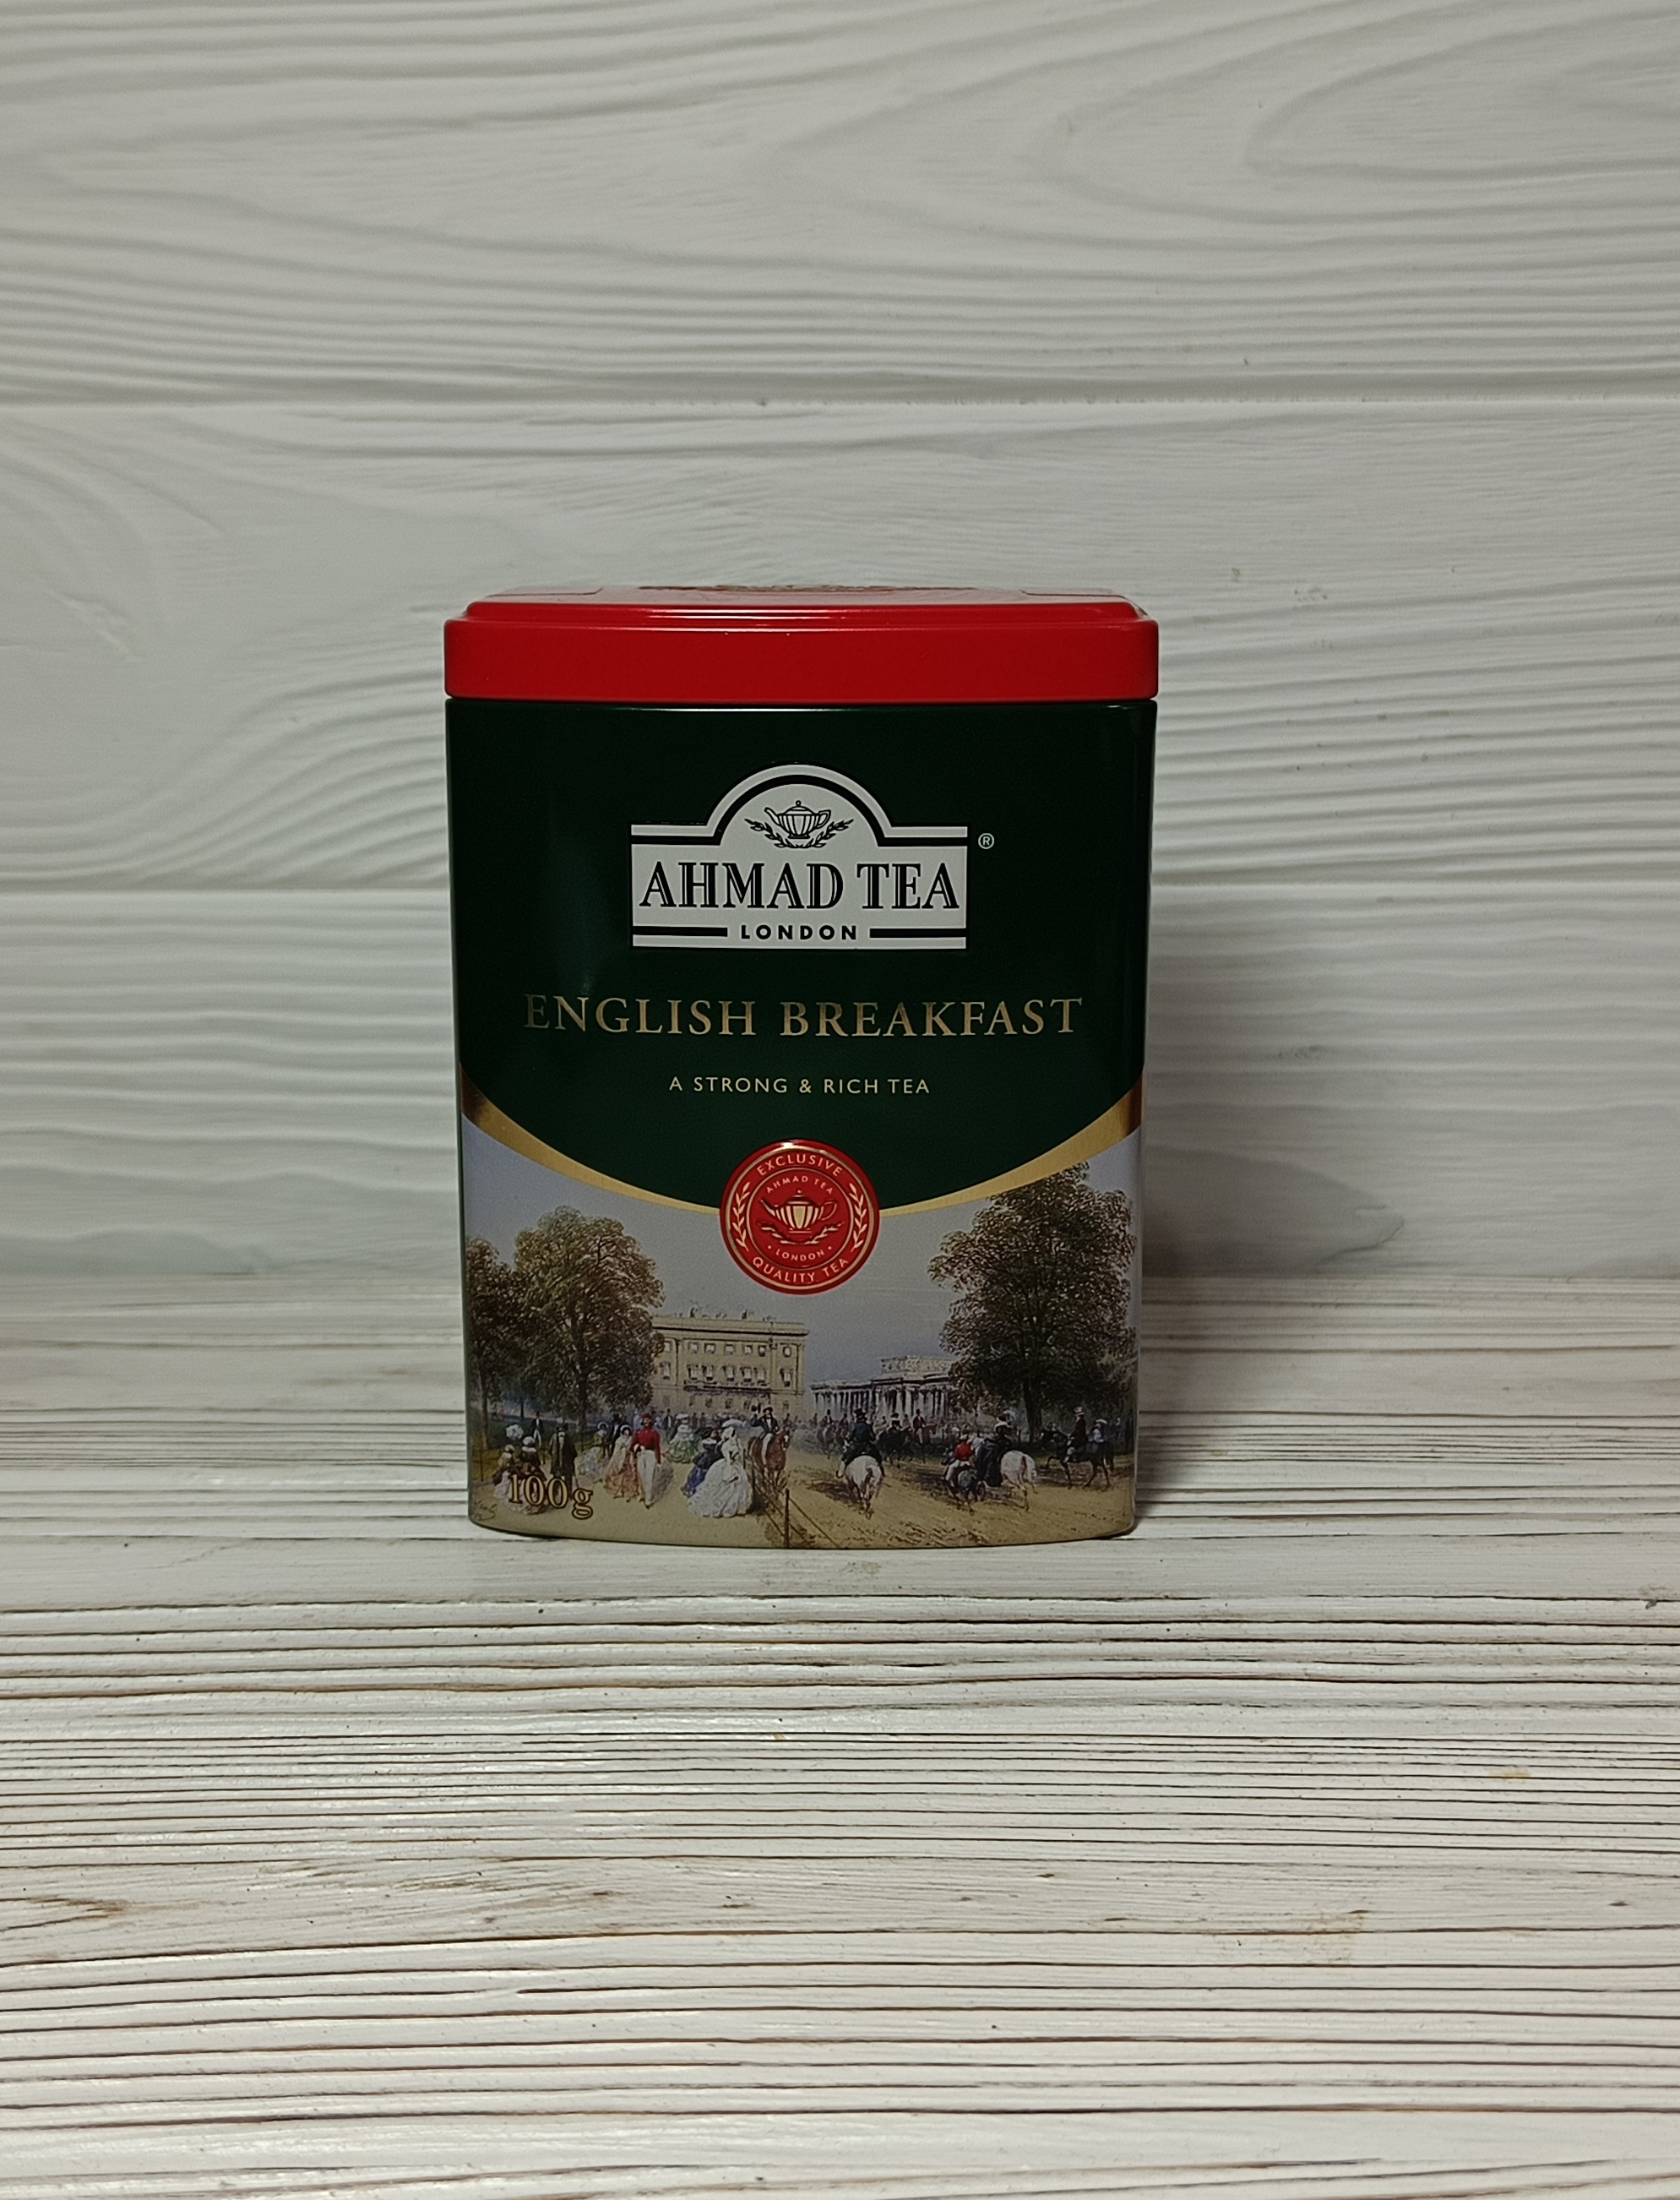 AHMAD TEA ®
LONDON
ENGLISH BREAKFAST
A STRONG & RICH TEA
EXCLUSIVE
AHMAD TEA
• LONDON •
QUALITY TEA
100g